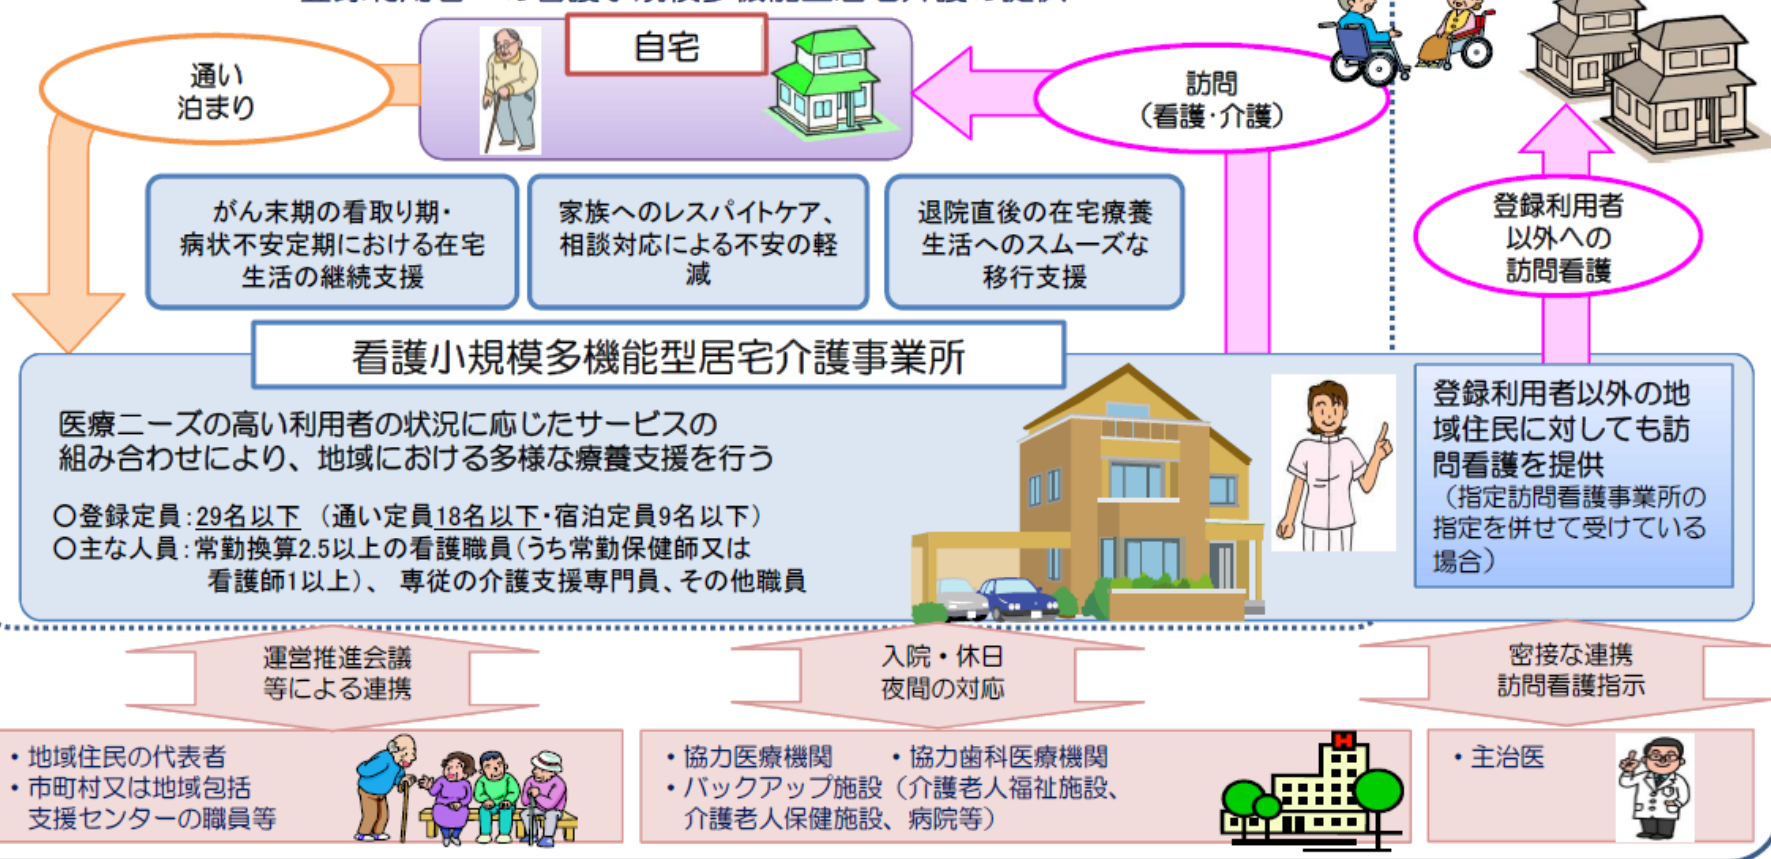 自宅
通い
泊まり
訪問
(看護・介護)
がん末期の看取り期・
病状不安定期における在宅
生活の継続支援
家族へのレスパイトケア、
相談対応による不安の軽
減
退院直後の在宅療養
生活へのスムーズな
移行支援
登録利用者
以外への
訪問看護
看護小規模多機能型居宅介護事業所
医療ニーズの高い利用者の状況に応じたサービスの
組み合わせにより、地域における多様な療養支援を行う
○登録定員:29名以下 (通い定員18名以下・宿泊定員9名以下)
○主な人員:常勤換算2.5以上の看護職員(うち常勤保健師又は
看護師1以上)、 専従の介護支援専門員、その他職員
登録利用者以外の地
域住民に対しても訪
問看護を提供
(指定訪問看護事業所の
指定を併せて受けている
場合)
運営推進会議
等による連携
入院・休日
夜間の対応
密接な連携
訪問看護指示
・地域住民の代表者
・市町村又は地域包括
支援センターの職員等
・協力医療機関 ・協力歯科医療機関
・バックアップ施設(介護老人福祉施設、
介護老人保健施設、病院等)
H
・主治医